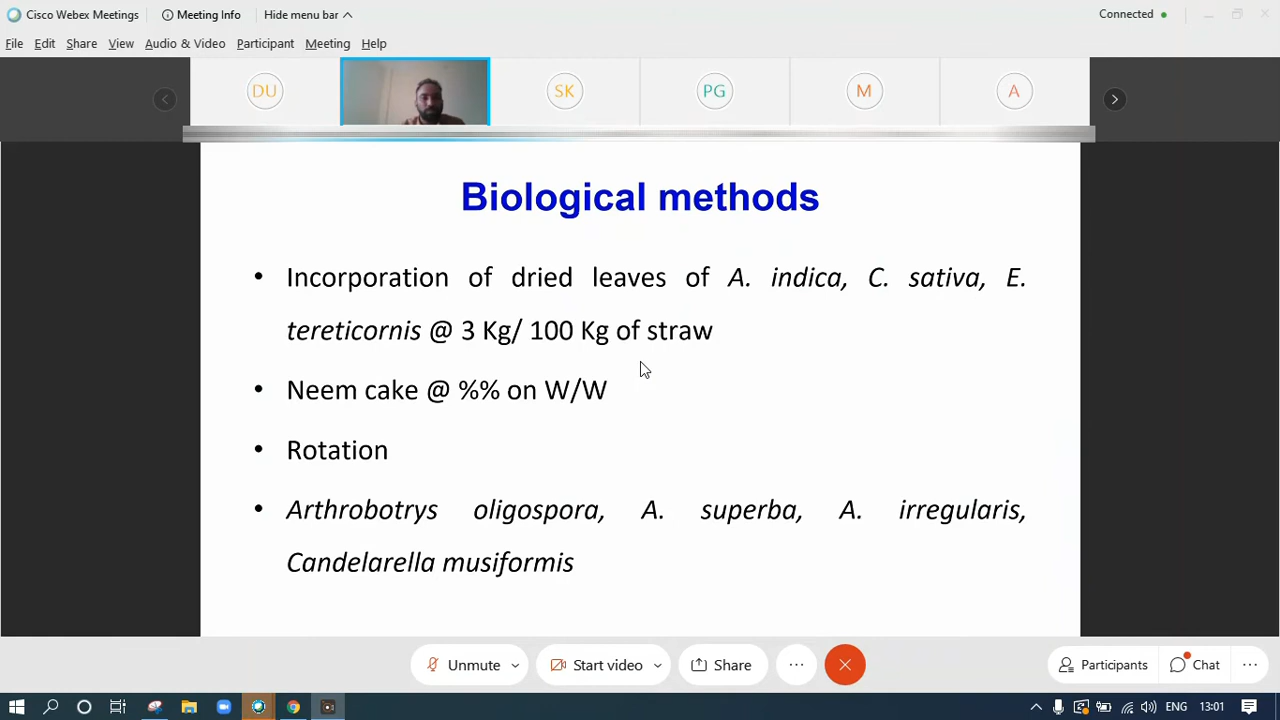 Cisco Webex Meetings Meeting Info Hide menu bar Connected
File Edit Share View Audio & Video Participant Meeting Help
DU SK PG M A
Biological methods
• Incorporation of dried leaves of A. indica, C. sativa, E.
tereticornis @ 3 Kg/ 100 Kg of straw
• Neem cake @ %% on W/W
• Rotation
• Arthrobotrys oligospora, A. superba, A. irregularis,
Candelarella musiformis
Unmute Start video Share Participants Chat
ENG 13:01